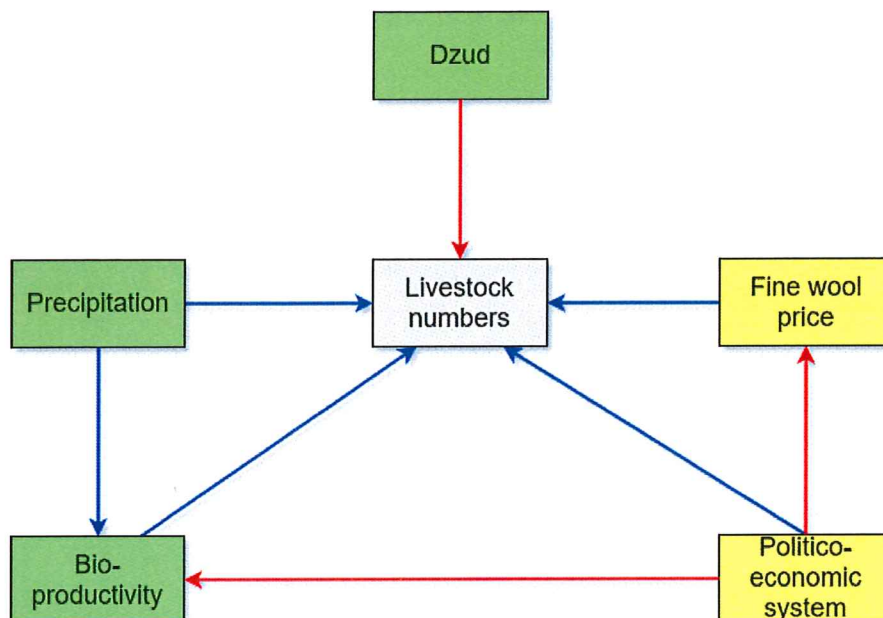 Dzud
Precipitation
Livestock
numbers
Fine wool
price
Bio-
productivity
Politico-
economic
system